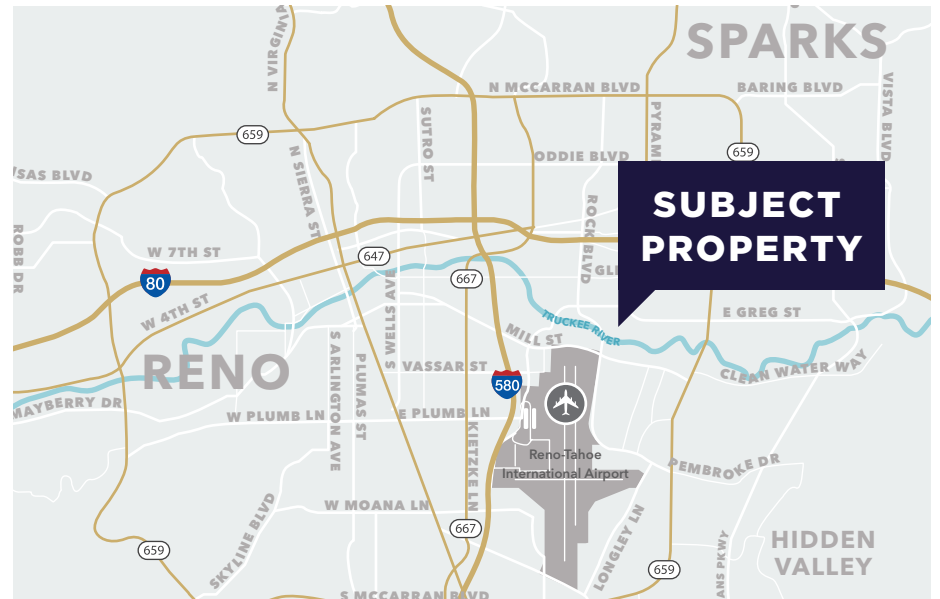 SPARKS
N VIRGINIA
N MCCARRAN BLVD
BARING BLVD
VISTA BLVD
659
SUTRO ST
659
N SIERRA ST
ODDIE BLVD
ROBB DR
SUBJECT
PROPERTY
ROCK BLVD
W 7TH ST
647
667
80
W 4TH ST
E GREG ST
TRUCKEE RIVER
MILL ST
RENO
S WELLS AVE
S ARLINGTON AVE
PLUMAS ST
VASSAR ST
580
CLEAN WATER WAY
MAYBERRY DR
W PLUMB LN
E PLUMB LN
KIETZKE LN
Reno-Tahoe
International Airport
PEMBROKE DR
W MOANA LN
SKYLINE BLVD
667
LONGLEY LN
HIDDEN
VALLEY
659
659
S MCCARRAN BLVD